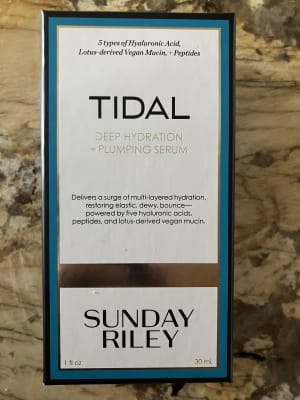 5 types of Hyaluronic Acid,
Lotus-derived Vegan Mucin, + Peptides
TIDAL
DEEP HYDRATION
+ PLUMPING SERUM
Delivers a surge of multi-layered hydration,
restoring elastic, dewy, bounce—
powered by five hyaluronic acids,
peptides, and lotus-derived vegan mucin.
SUNDAY
RILEY
1 fl oz 30 mL